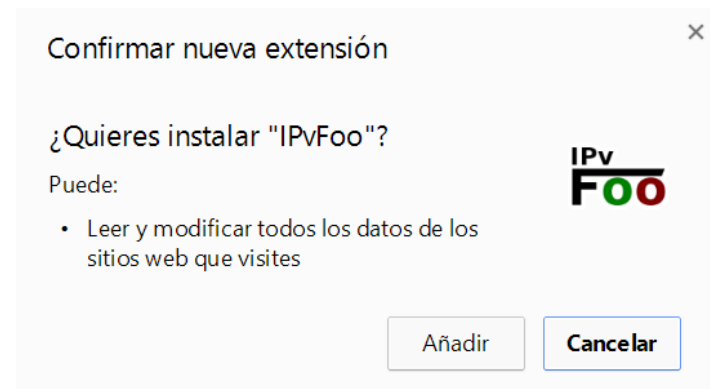 Confirmar nueva extensión
¿Quieres instalar "IPvFoo"?
IPv
Foo
Puede:
• Leer y modificar todos los datos de los
sitios web que visites
Añadir
Cancelar